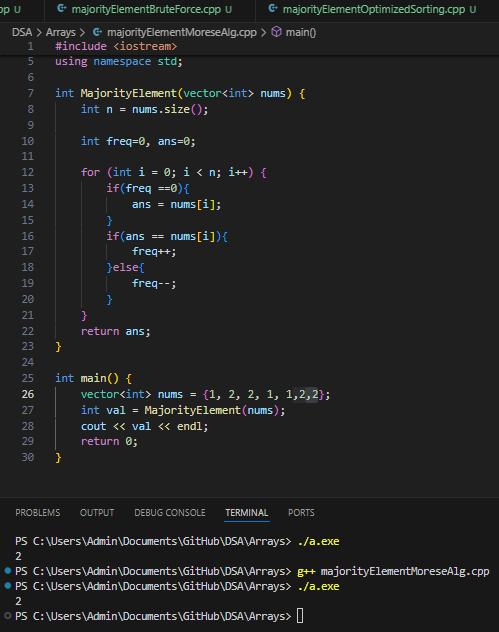 pp U majorityElementBruteForce.cpp U majorityElementOptimizedSorting.cpp U
DSA > Arrays > majorityElementMoreseAlg.cpp > main()
1 #include <iostream>
5 using namespace std;
6
7 int MajorityElement(vector<int> nums) {
8 int n = nums.size();
9
10 int freq=0, ans=0;
11
12 for (int i = 0; i < n; i++) {
13 if(freq ==0){
14 ans = nums[i];
15 }
16 if(ans == nums[i]){
17 freq++;
18 }else{
19 freq--;
20 }
21 }
22 return ans;
23 }
24
25 int main() {
26 vector<int> nums = {1, 2, 2, 1, 1,2,2};
27 int val = MajorityElement(nums);
28 cout << val << endl;
29 return 0;
30 }
PROBLEMS OUTPUT DEBUG CONSOLE TERMINAL PORTS
PS C:\Users\Admin\Documents\GitHub\DSA\Arrays> ./a.exe
2
PS C:\Users\Admin\Documents\GitHub\DSA\Arrays> g++ majorityElementMoreseAlg.cpp
PS C:\Users\Admin\Documents\GitHub\DSA\Arrays> ./a.exe
2
PS C:\Users\Admin\Documents\GitHub\DSA\Arrays>